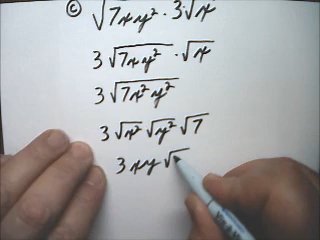 ⓒ √7xy² · 3√x
3√7xy² · √x
3√7x²y²
3√x² √y² √7
3xy√